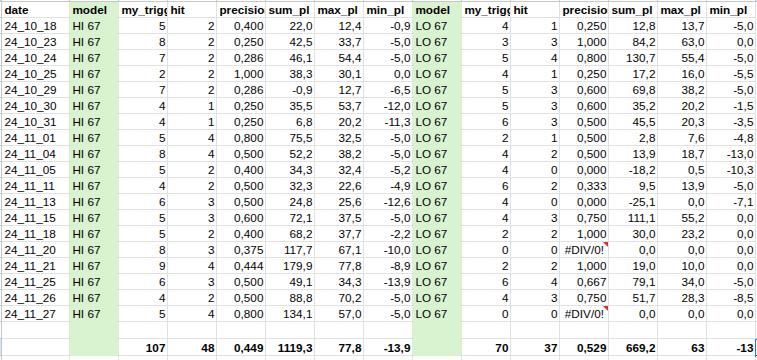 date model my_trigg hit precisio sum_pl max_pl min_pl model my_trigg hit precisio sum_pl max_pl min_pl
24_10_18 HI 67 5 2 0,400 22,0 12,4 -0,9 LO 67 4 1 0,250 12,8 13,7 -5,0
24_10_23 HI 67 8 2 0,250 42,5 33,7 -5,0 LO 67 3 3 1,000 84,2 63,0 0,0
24_10_24 HI 67 7 2 0,286 46,1 54,4 -5,0 LO 67 5 4 0,800 130,7 55,4 -5,0
24_10_25 HI 67 2 2 1,000 38,3 30,1 0,0 LO 67 4 1 0,250 17,2 16,0 -5,5
24_10_29 HI 67 7 2 0,286 -0,9 12,7 -6,5 LO 67 5 3 0,600 69,8 38,2 -5,0
24_10_30 HI 67 4 1 0,250 35,5 53,7 -12,0 LO 67 5 3 0,600 35,2 20,2 -1,5
24_10_31 HI 67 4 1 0,250 6,8 20,2 -11,3 LO 67 6 3 0,500 45,5 20,3 -3,5
24_11_01 HI 67 5 4 0,800 75,5 32,5 -5,0 LO 67 2 1 0,500 2,8 7,6 -4,8
24_11_04 HI 67 8 4 0,500 52,2 38,2 -5,0 LO 67 4 2 0,500 13,9 18,7 -13,0
24_11_05 HI 67 5 2 0,400 34,3 32,4 -5,2 LO 67 4 0 0,000 -18,2 0,5 -10,3
24_11_11 HI 67 4 2 0,500 32,3 22,6 -4,9 LO 67 6 2 0,333 9,5 13,9 -5,0
24_11_13 HI 67 6 3 0,500 24,8 25,6 -12,6 LO 67 4 0 0,000 -25,1 0,0 -7,1
24_11_15 HI 67 5 3 0,600 72,1 37,5 -5,0 LO 67 4 3 0,750 111,1 55,2 0,0
24_11_18 HI 67 5 2 0,400 68,2 37,7 -2,2 LO 67 2 2 1,000 30,0 23,2 0,0
24_11_20 HI 67 8 3 0,375 117,7 67,1 -10,0 LO 67 0 0 #DIV/0! 0,0 0,0 0,0
24_11_21 HI 67 9 4 0,444 179,9 77,8 -8,9 LO 67 2 2 1,000 19,0 10,0 0,0
24_11_25 HI 67 6 3 0,500 49,1 34,3 -13,9 LO 67 6 4 0,667 79,1 34,0 -5,0
24_11_26 HI 67 4 2 0,500 88,8 70,2 -5,0 LO 67 4 3 0,750 51,7 28,3 -8,5
24_11_27 HI 67 5 4 0,800 134,1 57,0 -5,0 LO 67 0 0 #DIV/0! 0,0 0,0 0,0
107 48 0,449 1119,3 77,8 -13,9 70 37 0,529 669,2 63 -13